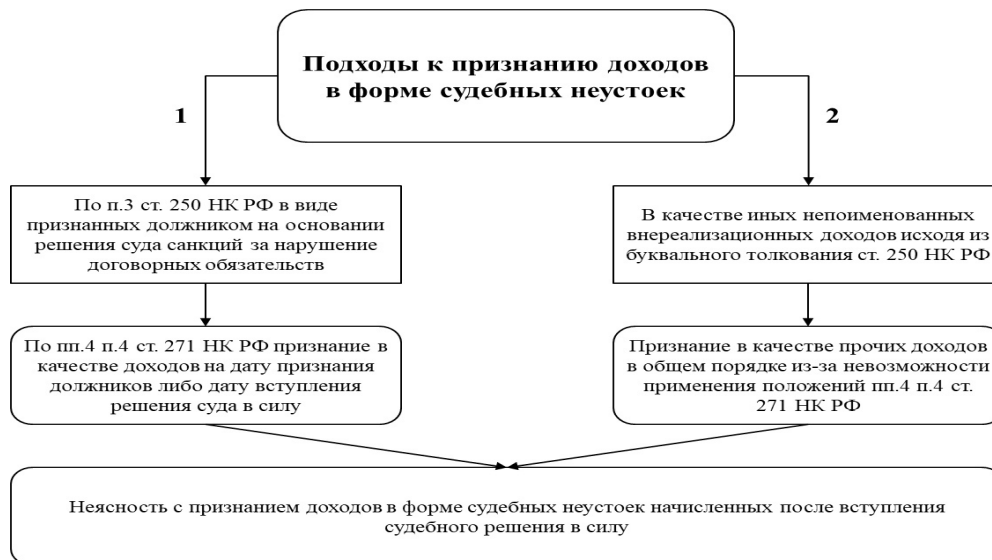 Подходы к признанию доходов
в форме судебных неустоек
1
2
По п.3 ст. 250 НК РФ в виде
признанных должником на основании
решения суда санкций за нарушение
договорных обязательств
В качестве иных непоименованных
внереализационных доходов исходя из
буквального толкования ст. 250 НК РФ
По пп.4 п.4 ст. 271 НК РФ признание в
качестве доходов на дату признания
должников либо дату вступления
решения суда в силу
Признание в качестве прочих доходов
в общем порядке из-за невозможности
применения положений пп.4 п.4 ст.
271 НК РФ
Неясность с признанием доходов в форме судебных неустоек начисленных после вступления
судебного решения в силу